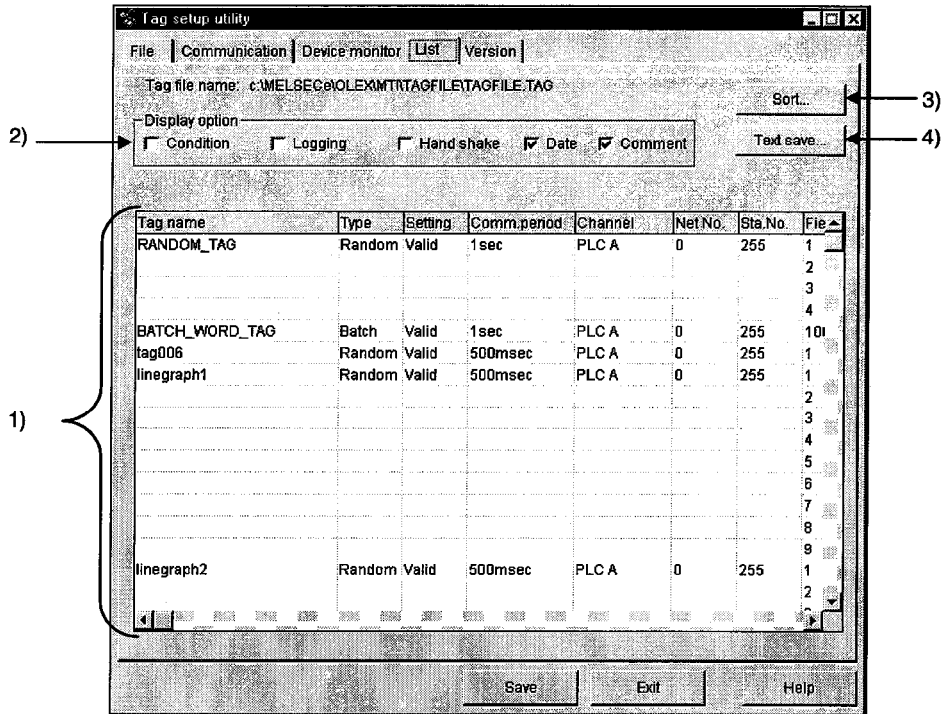 Tag setup utility
File Communication Device monitor List Version
Tag file name: c:\MELSEC\e\OLEX\MTR\TAGFILE\TAGFILE.TAG
Sort... 3)
Display option
2) Condition Logging Hand shake Date Comment Text save... 4)
1)
Tag name Type Setting Comm.period Channel Net No. Sta.No. Fie
RANDOM_TAG Random Valid 1sec PLC A 0 255 1
2
3
4
BATCH_WORD_TAG Batch Valid 1sec PLC A 0 255 10
tag006 Random Valid 500msec PLC A 0 255 1
linegraph1 Random Valid 500msec PLC A 0 255 1
2
3
4
5
6
7
8
9
linegraph2 Random Valid 500msec PLC A 0 255 1
2
Save Exit Help